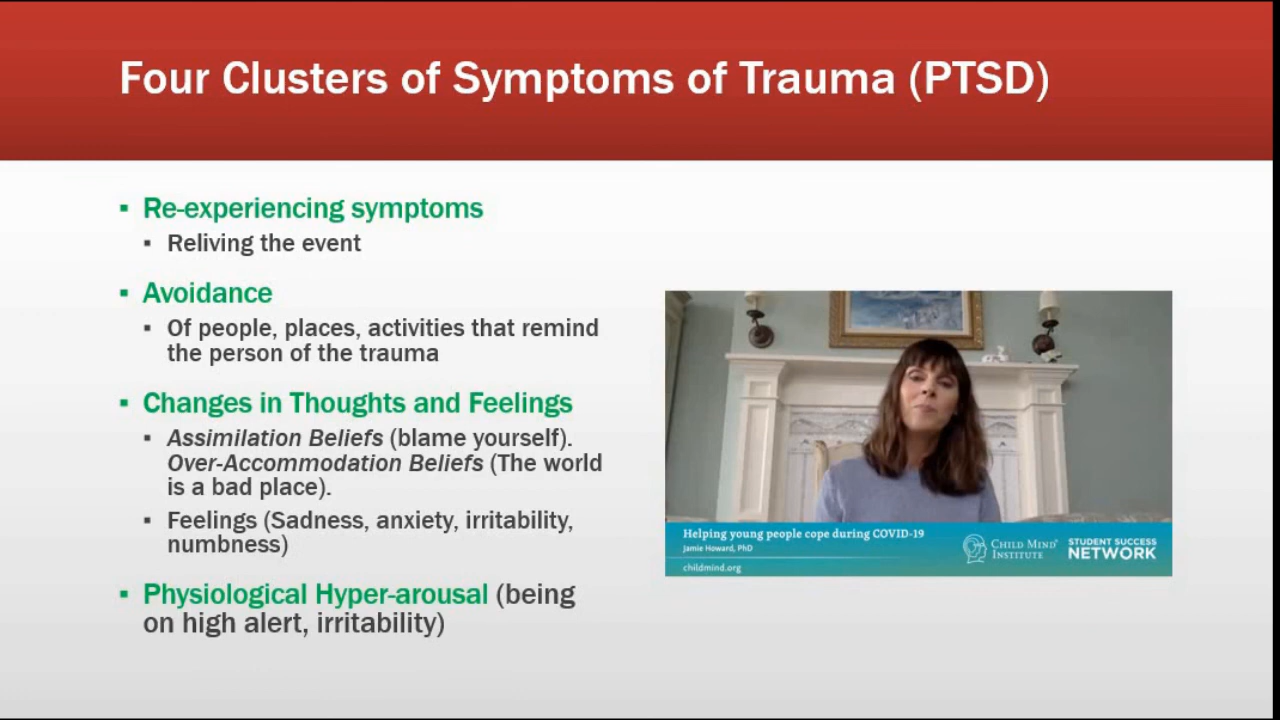 Four Clusters of Symptoms of Trauma (PTSD)
▪ Re-experiencing symptoms
▪ Reliving the event
▪ Avoidance
▪ Of people, places, activities that remind
the person of the trauma
▪ Changes in Thoughts and Feelings
▪ Assimilation Beliefs (blame yourself).
Over-Accommodation Beliefs (The world
is a bad place).
▪ Feelings (Sadness, anxiety, irritability,
numbness)
▪ Physiological Hyper-arousal (being
on high alert, irritability)
Helping young people cope during COVID-19
Jamie Howard, PhD
childmind.org
CHILD MIND®
INSTITUTE
STUDENT SUCCESS
NETWORK